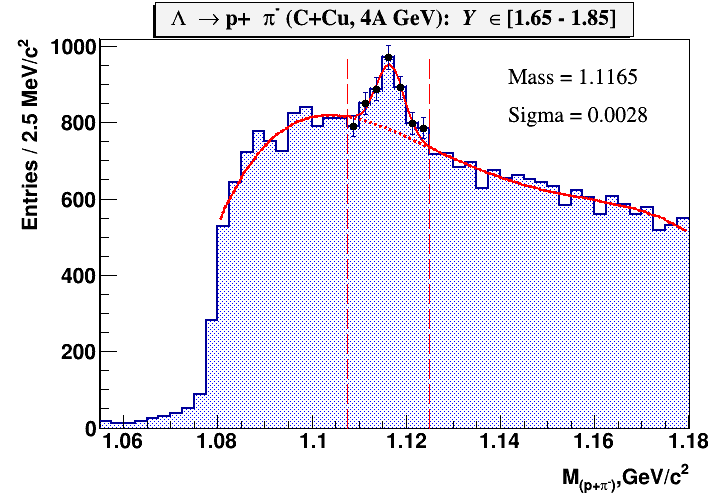 Λ → p+ π⁻ (C+Cu, 4A GeV): Y ∈ [1.65 - 1.85]
Entries / 2.5 MeV/c²
1000
800
600
400
200
0
Mass = 1.1165
Sigma = 0.0028
1.06 1.08 1.1 1.12 1.14 1.16 1.18
M(p+π⁻),GeV/c²